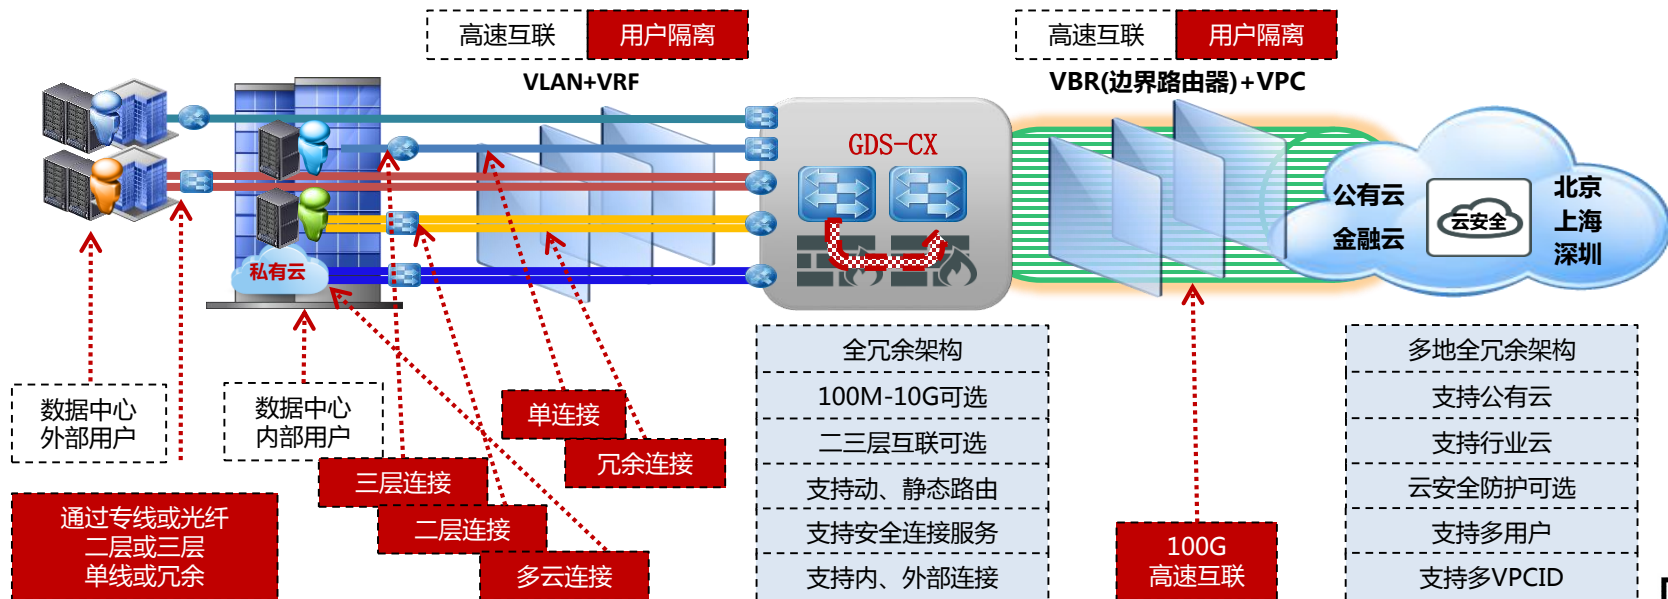 高速互联
用户隔离
高速互联
用户隔离
VLAN+VRF
VBR(边界路由器)+VPC
GDS-CX
公有云
金融云
云安全
北京
上海
深圳
私有云
数据中心
外部用户
数据中心
内部用户
单连接
冗余连接
三层连接
二层连接
多云连接
通过专线或光纤
二层或三层
单线或冗余
全冗余架构
100M-10G可选
二三层互联可选
支持动、静态路由
支持安全连接服务
支持内、外部连接
100G
高速互联
多地全冗余架构
支持公有云
支持行业云
云安全防护可选
支持多用户
支持多VPCID